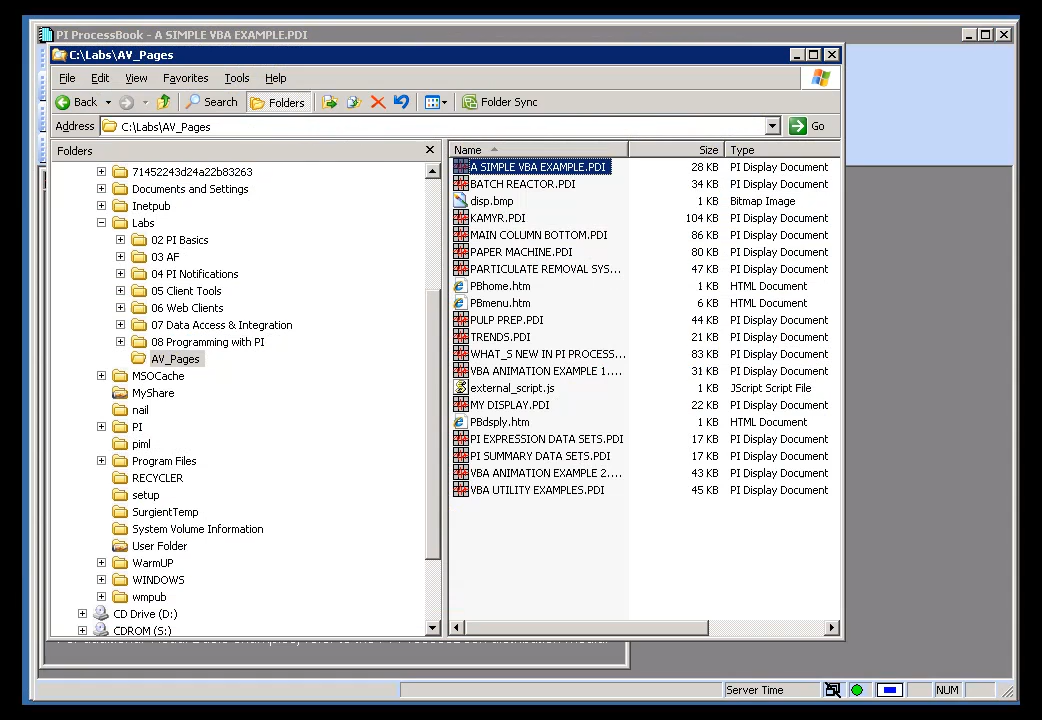 PI ProcessBook - A SIMPLE VBA EXAMPLE.PDI
C:\Labs\AV_Pages
File Edit View Favorites Tools Help
Back Search Folders Folder Sync
Address C:\Labs\AV_Pages Go
Folders
71452243d24a22b83263
Documents and Settings
Inetpub
Labs
02 PI Basics
03 AF
04 PI Notifications
05 Client Tools
06 Web Clients
07 Data Access & Integration
08 Programming with PI
AV_Pages
MSOCache
MyShare
nail
PI
piml
Program Files
RECYCLER
setup
SurgientTemp
System Volume Information
User Folder
WarmUP
WINDOWS
wmpub
CD Drive (D:)
CDROM (S:)
Name Size Type
A SIMPLE VBA EXAMPLE.PDI 28 KB PI Display Document
BATCH REACTOR.PDI 34 KB PI Display Document
disp.bmp 1 KB Bitmap Image
KAMYR.PDI 104 KB PI Display Document
MAIN COLUMN BOTTOM.PDI 86 KB PI Display Document
PAPER MACHINE.PDI 80 KB PI Display Document
PARTICULATE REMOVAL SYS... 47 KB PI Display Document
PBhome.htm 1 KB HTML Document
PBmenu.htm 6 KB HTML Document
PULP PREP.PDI 44 KB PI Display Document
TRENDS.PDI 21 KB PI Display Document
WHAT_S NEW IN PI PROCESS... 83 KB PI Display Document
VBA ANIMATION EXAMPLE 1.... 31 KB PI Display Document
external_script.js 1 KB JScript Script File
MY DISPLAY.PDI 22 KB PI Display Document
PBdsply.htm 1 KB HTML Document
PI EXPRESSION DATA SETS.PDI 17 KB PI Display Document
PI SUMMARY DATA SETS.PDI 17 KB PI Display Document
VBA ANIMATION EXAMPLE 2.... 43 KB PI Display Document
VBA UTILITY EXAMPLES.PDI 45 KB PI Display Document
Server Time NUM